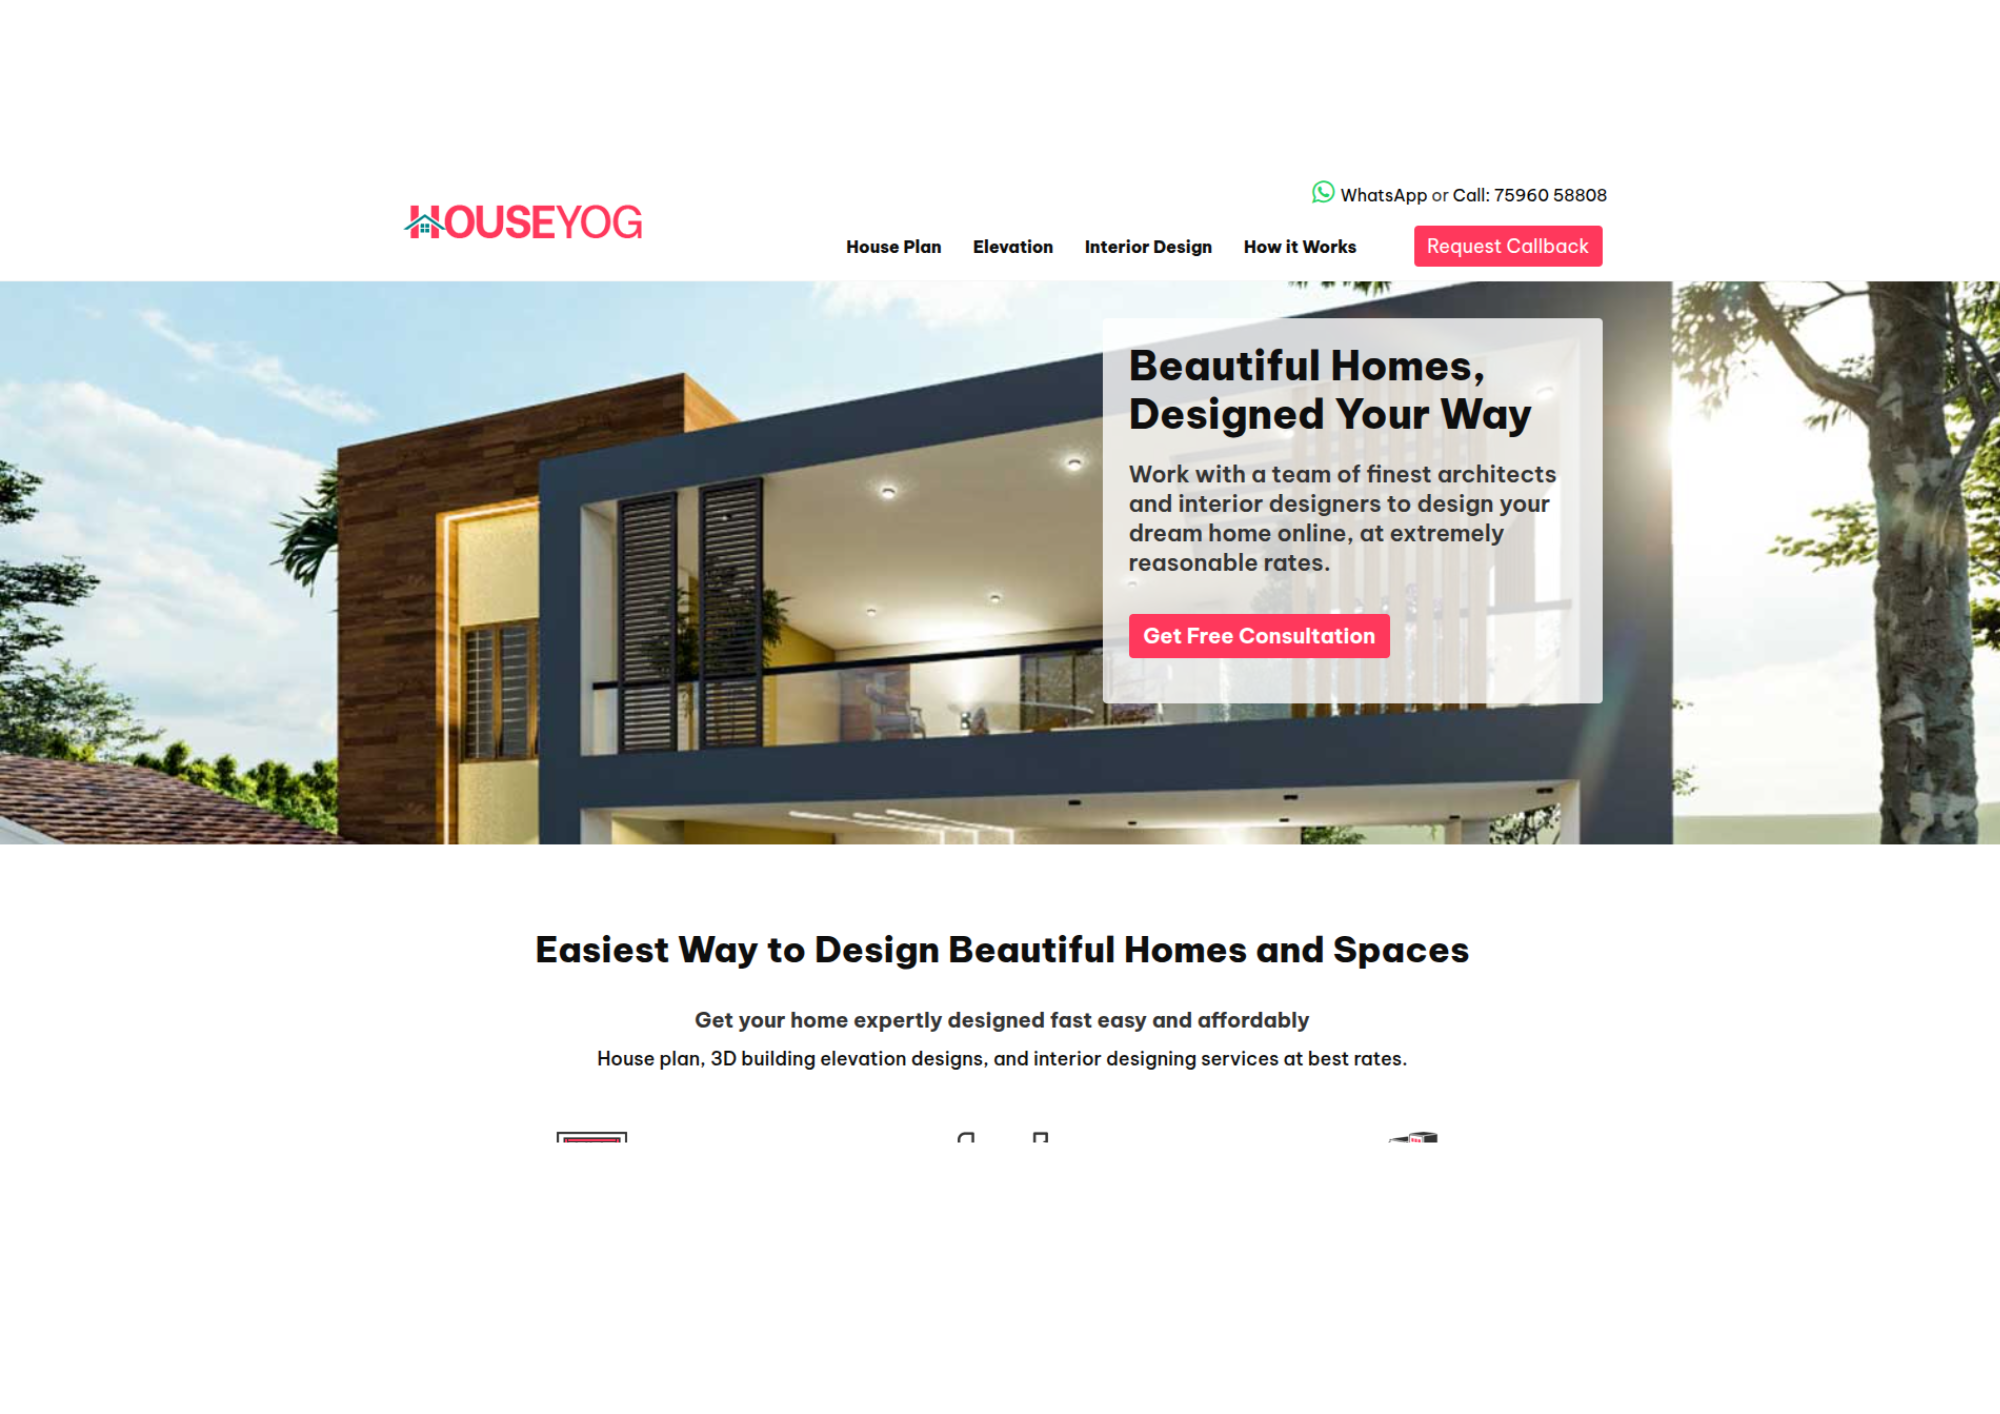 WhatsApp or Call: 75960 58808
HOUSEYOG
House Plan Elevation Interior Design How it Works Request Callback
Beautiful Homes,
Designed Your Way
Work with a team of finest architects
and interior designers to design your
dream home online, at extremely
reasonable rates.
Get Free Consultation
Easiest Way to Design Beautiful Homes and Spaces
Get your home expertly designed fast easy and affordably
House plan, 3D building elevation designs, and interior designing services at best rates.